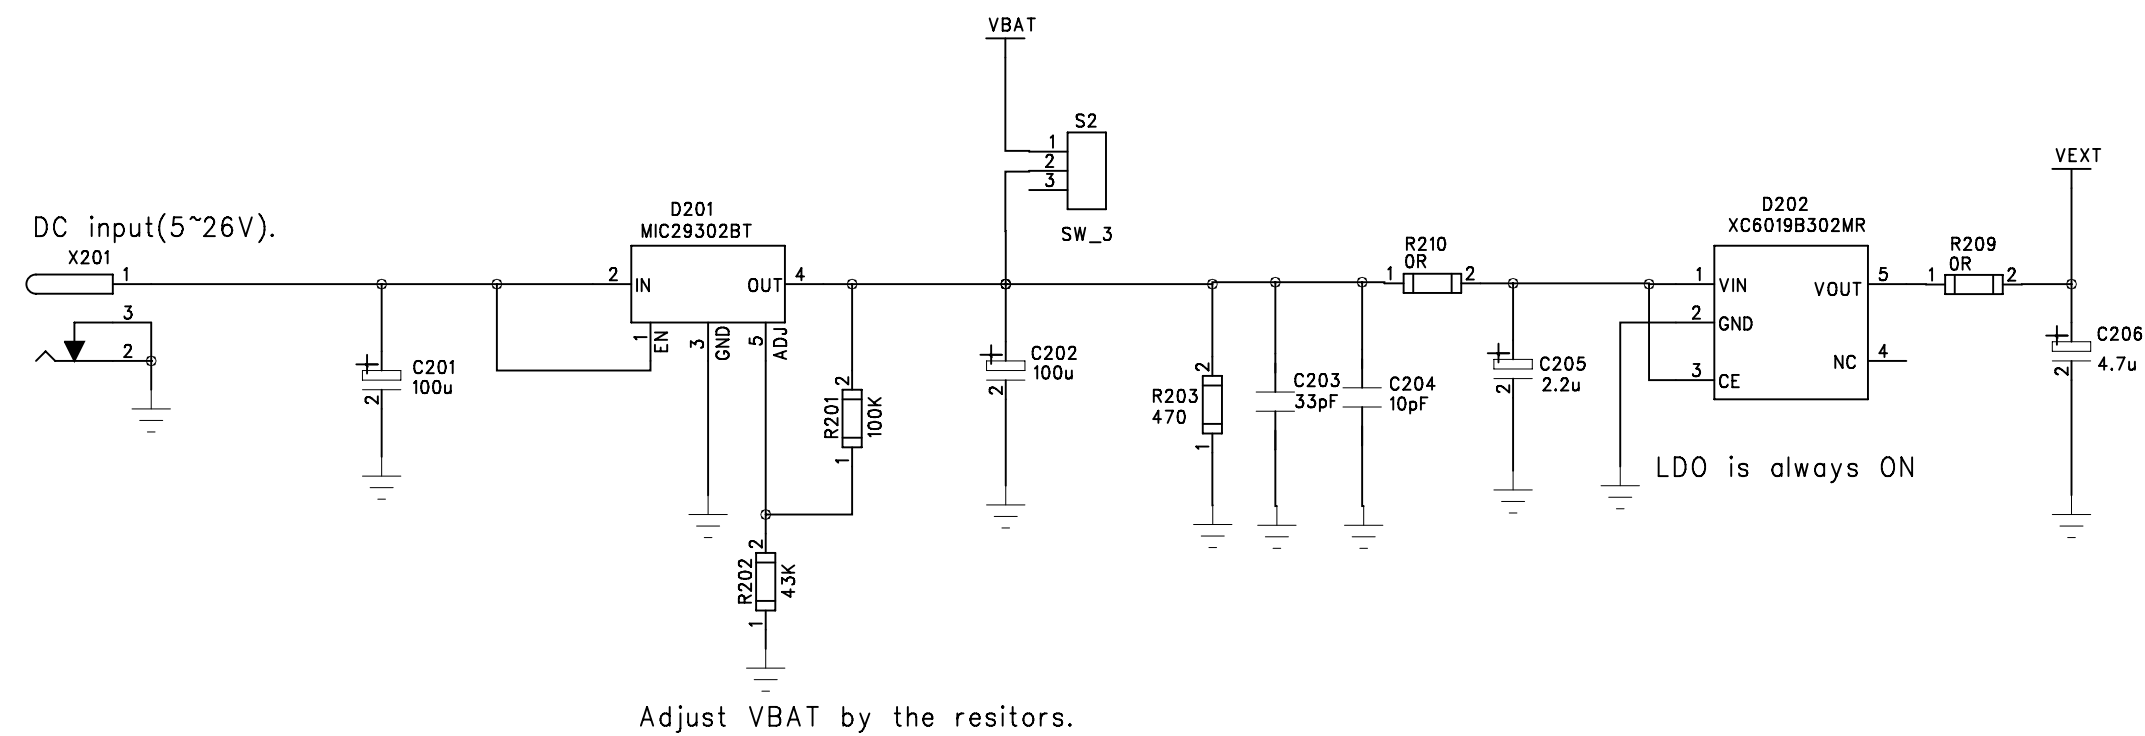 VBAT
S2
1
2
3
SW_3
VEXT
DC input(5~26V).
X201
1
3
2
D201
MIC29302BT
2
IN
OUT
4
1
EN
3
GND
5
ADJ
C201
100u
2
2
R201
100K
1
2
R202
43K
1
C202
100u
2
2
R203
470
1
C203
33pF
C204
10pF
R210
0R
1
2
C205
2.2u
2
D202
XC6019B302MR
1
VIN
2
GND
3
CE
VOUT
5
NC
4
R209
0R
1
2
C206
4.7u
2
LDO is always ON
Adjust VBAT by the resitors.